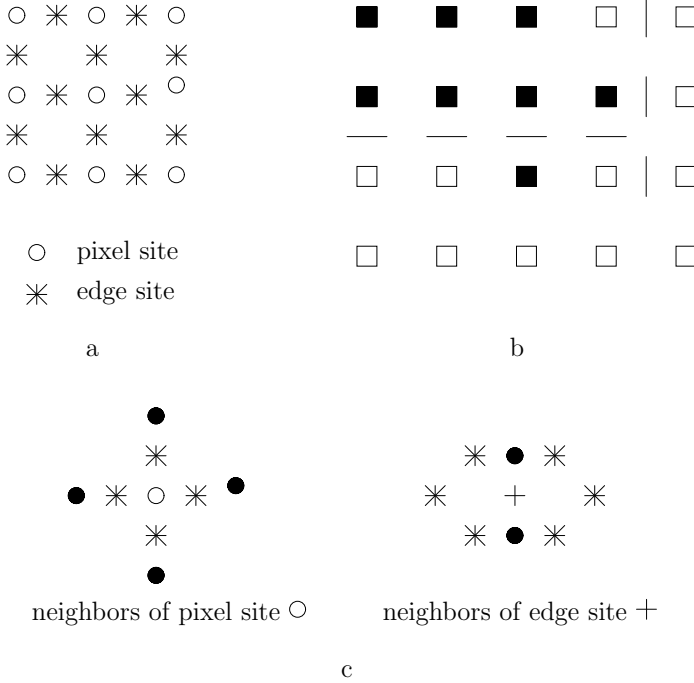 pixel site
edge site
a
b
neighbors of pixel site
neighbors of edge site
c